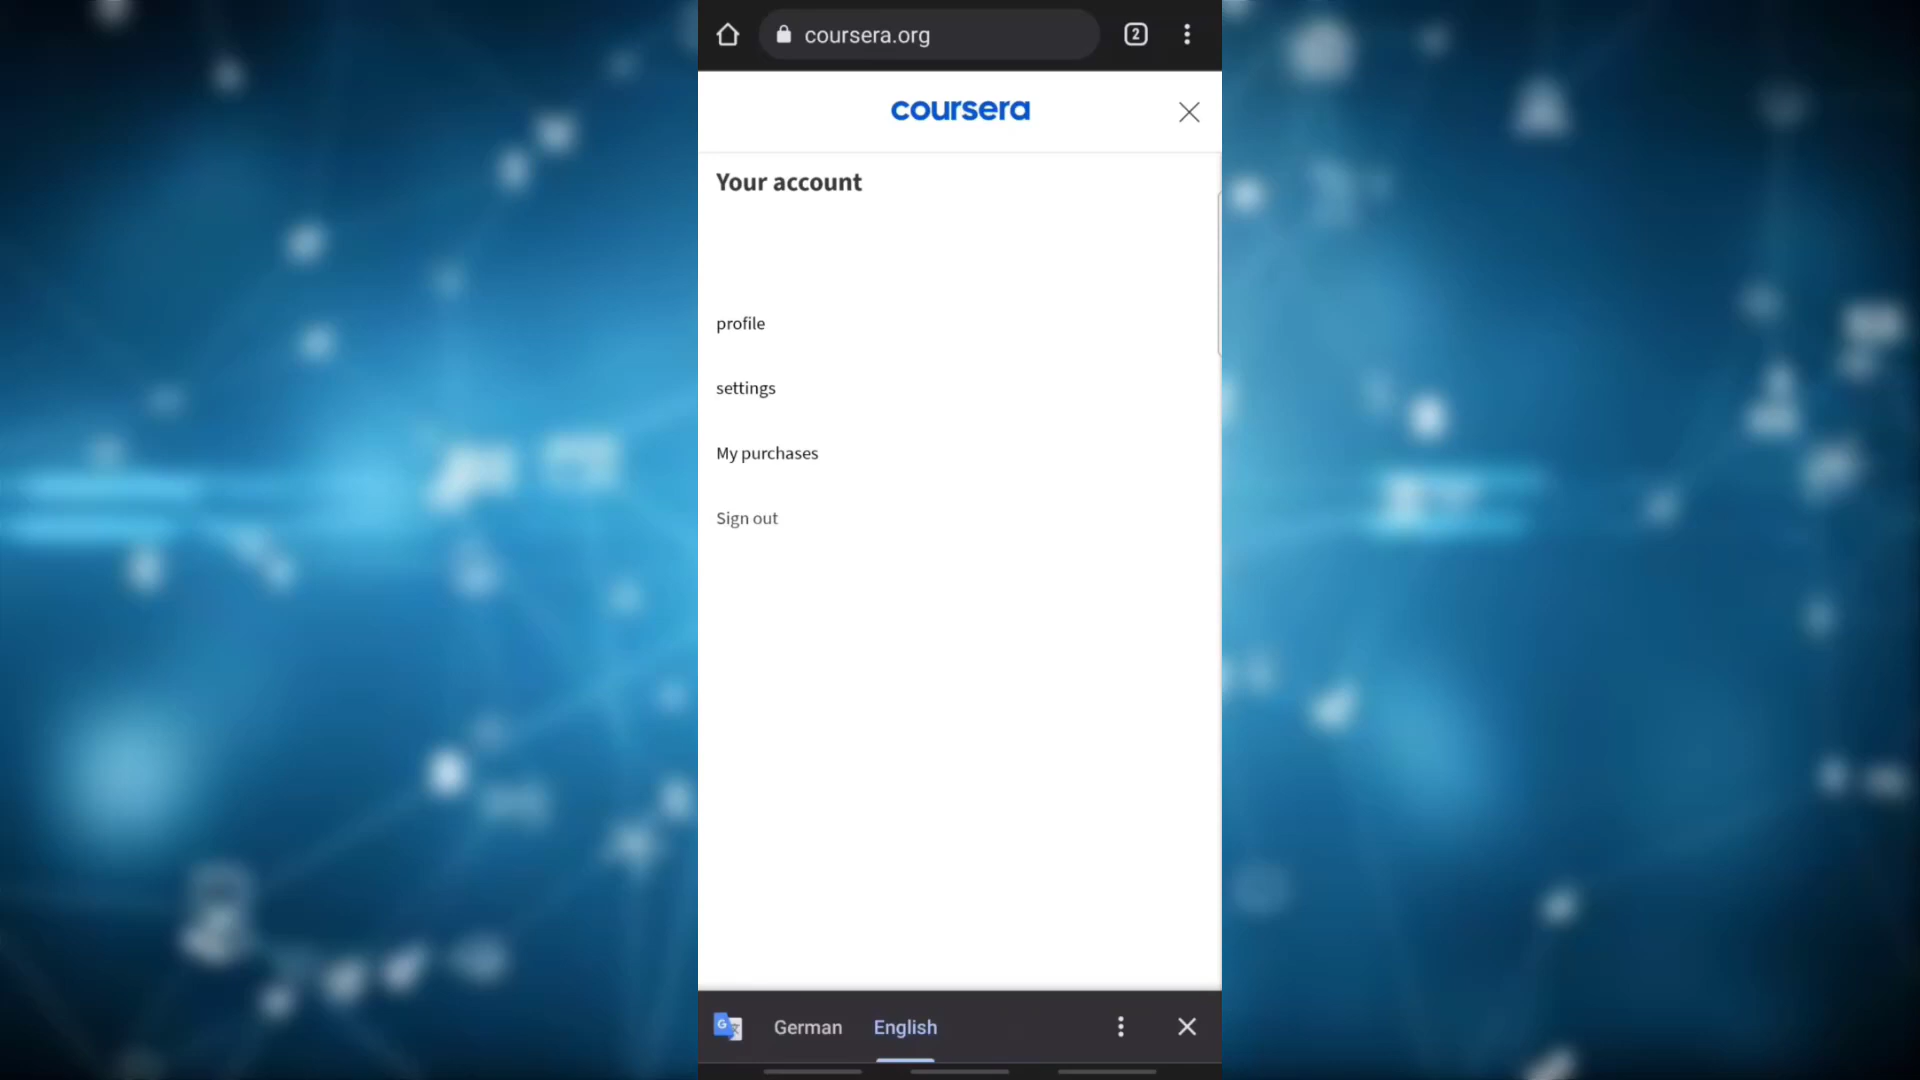 coursera.org
2
coursera
Your account
profile
settings
My purchases
Sign out
German
English